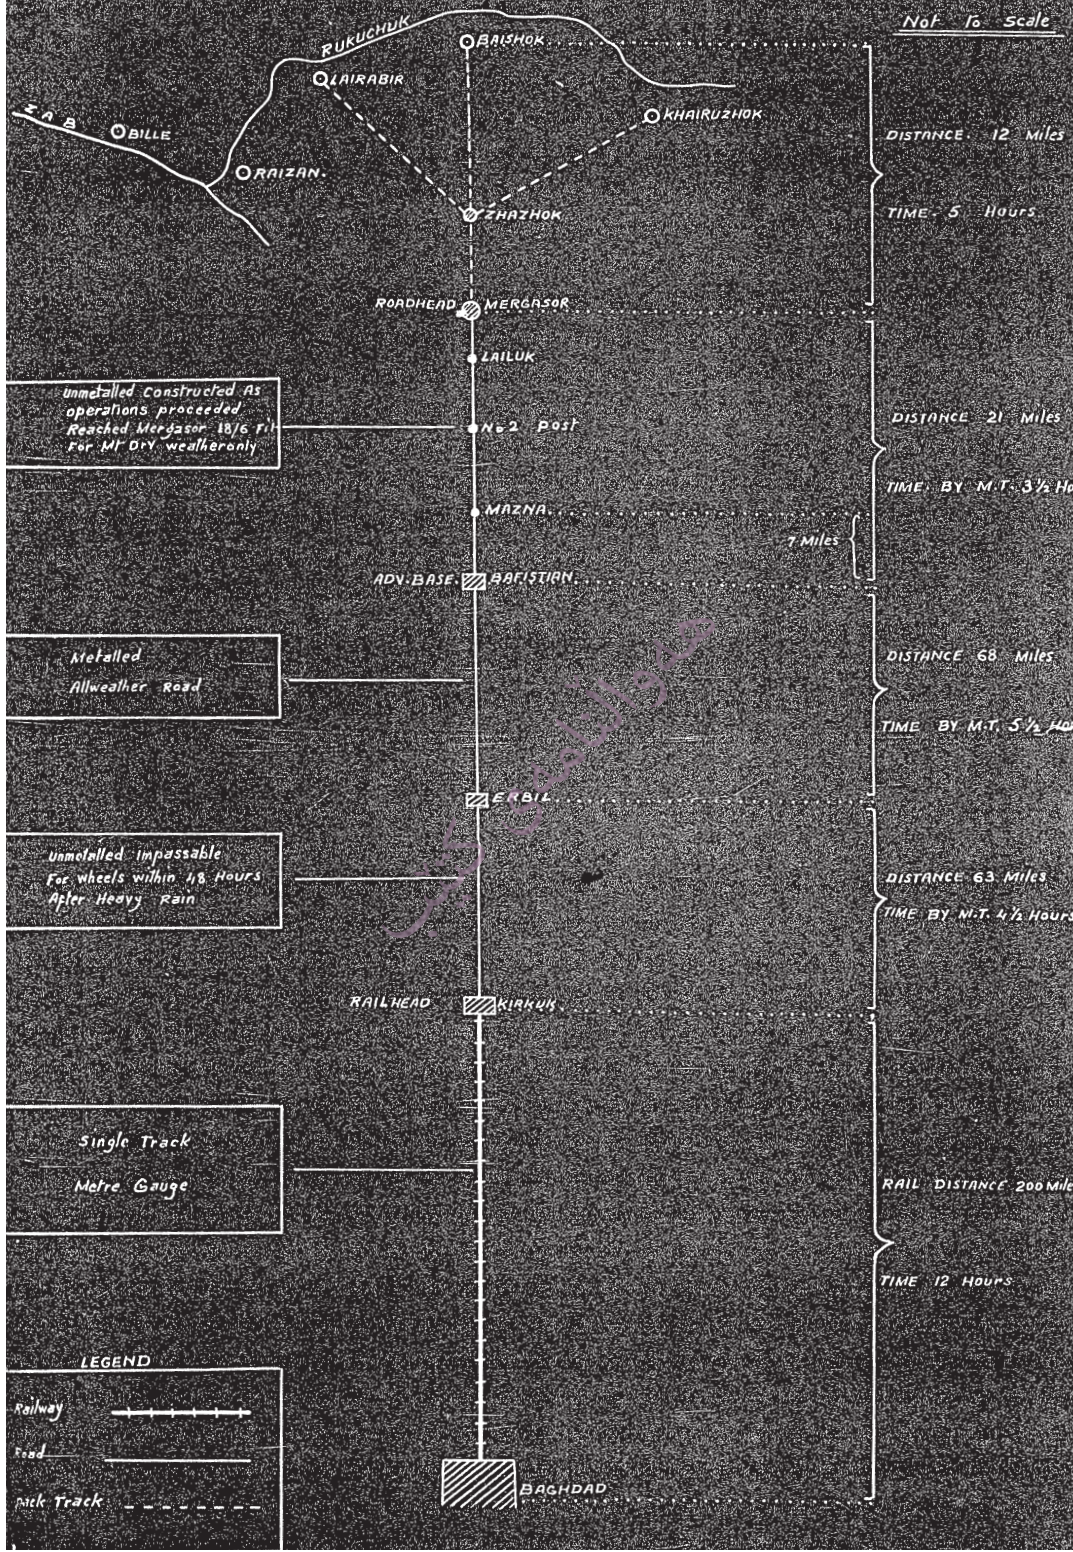 Not To Scale
RUKUCHUK
BAISHOK
LAIRABIR
ZAB
BILLE
KHAIRUZHOK
DISTANCE. 12 Miles
RAIZAN.
ZHAZHOK
TIME. 5 Hours
ROADHEAD MERGASOR
LAILUK
Unmetalled Constructed As
operations proceeded
Reached Mergasor 18/6 Fit
For Mt Dry weather only
No 2 Post
DISTANCE 21 Miles
TIME. BY M.T. 3½ Ho
MAZNA.
7 Miles
ADV. BASE. BAFISTIAN.
Metalled
Allweather Road
DISTANCE 68 Miles
TIME BY M.T. 5½ Ho
ERBIL.
Unmetalled Impassable
For wheels within 48 Hours
After Heavy Rain
DISTANCE 63 Miles
TIME BY M.T. 4½ Hours
RAILHEAD KIRKUK
Single Track
Metre Gauge
RAIL DISTANCE 200 Mile
TIME 12 Hours
LEGEND
Railway
Road
Pack Track
BAGHDAD